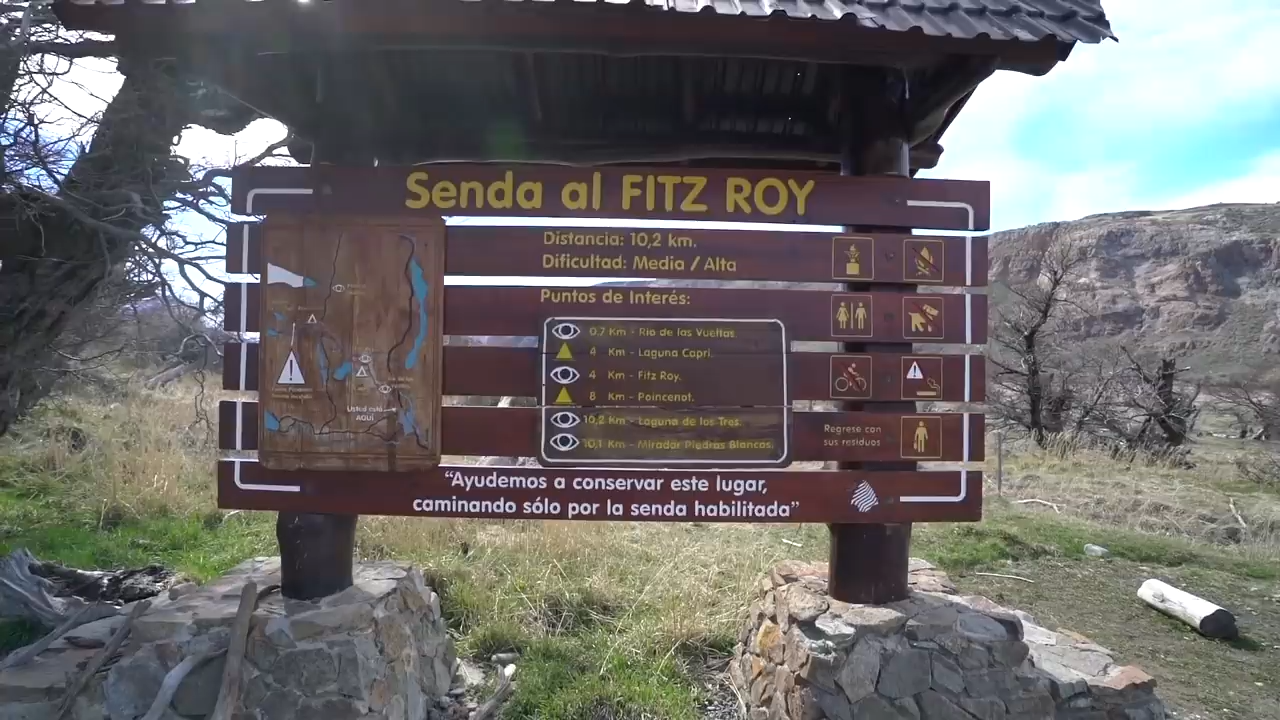 Senda al FITZ ROY
Distancia: 10,2 km.
Dificultad: Media / Alta
Puntos de Interés:
0,7 Km - Río de las Vueltas.
4 Km - Laguna Capri.
4 Km - Fitz Roy.
8 Km - Poincenot.
10,2 Km - Laguna de los Tres.
10,1 Km - Mirador Piedras Blancas.
Usted está
AQUÍ
Regrese con
sus residuos
“Ayudemos a conservar este lugar,
caminando sólo por la senda habilitada”